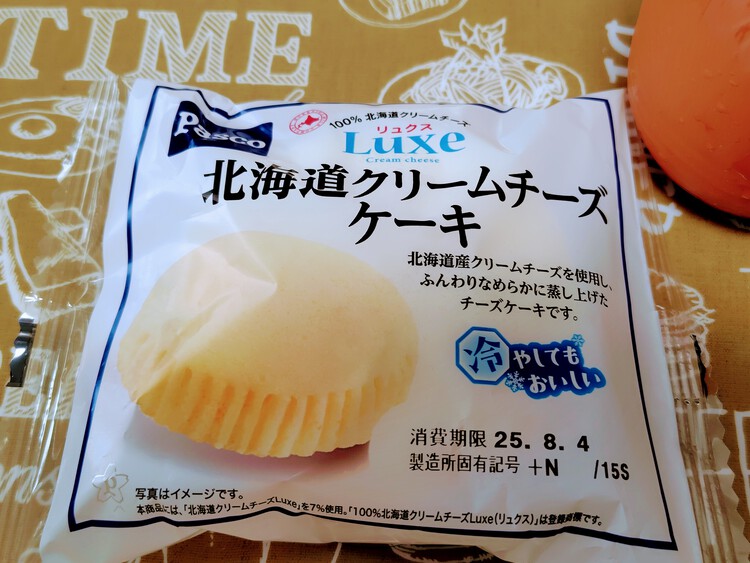 TIME
Pasco
100% 北海道クリームチーズ
リュクス
Luxe
Cream cheese
北海道クリームチーズ
ケーキ
北海道産クリームチーズを使用し、
ふんわりなめらかに蒸し上げた
チーズケーキです。
冷やしても
おいしい
消費期限 25. 8. 4
製造所固有記号 +N /15S
写真はイメージです。
本商品には、「北海道クリームチーズLuxe」を7%使用。「100%北海道クリームチーズLuxe(リュクス)」は登録商標です。